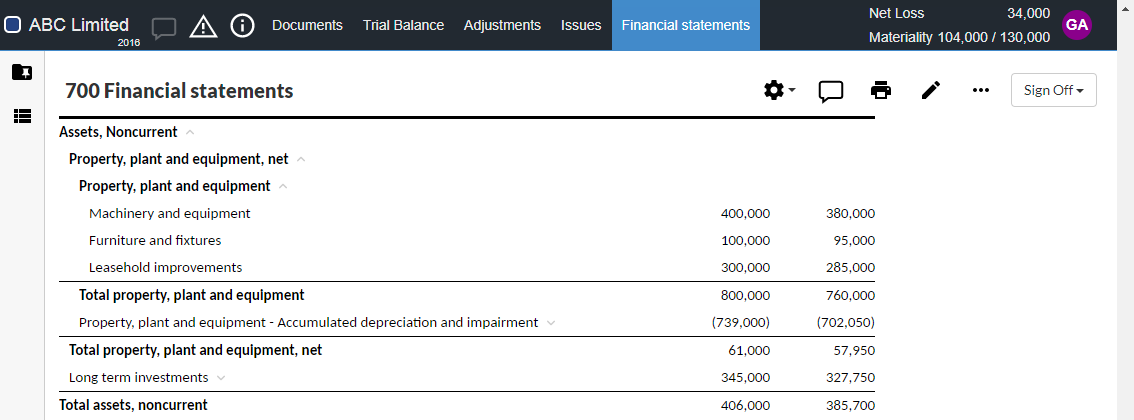 ABC Limited
2016
Documents Trial Balance Adjustments Issues Financial statements
Net Loss 34,000
Materiality 104,000 / 130,000
GA
700 Financial statements
Sign Off
Assets, Noncurrent
Property, plant and equipment, net
Property, plant and equipment
Machinery and equipment 400,000 380,000
Furniture and fixtures 100,000 95,000
Leasehold improvements 300,000 285,000
Total property, plant and equipment 800,000 760,000
Property, plant and equipment - Accumulated depreciation and impairment (739,000) (702,050)
Total property, plant and equipment, net 61,000 57,950
Long term investments 345,000 327,750
Total assets, noncurrent 406,000 385,700